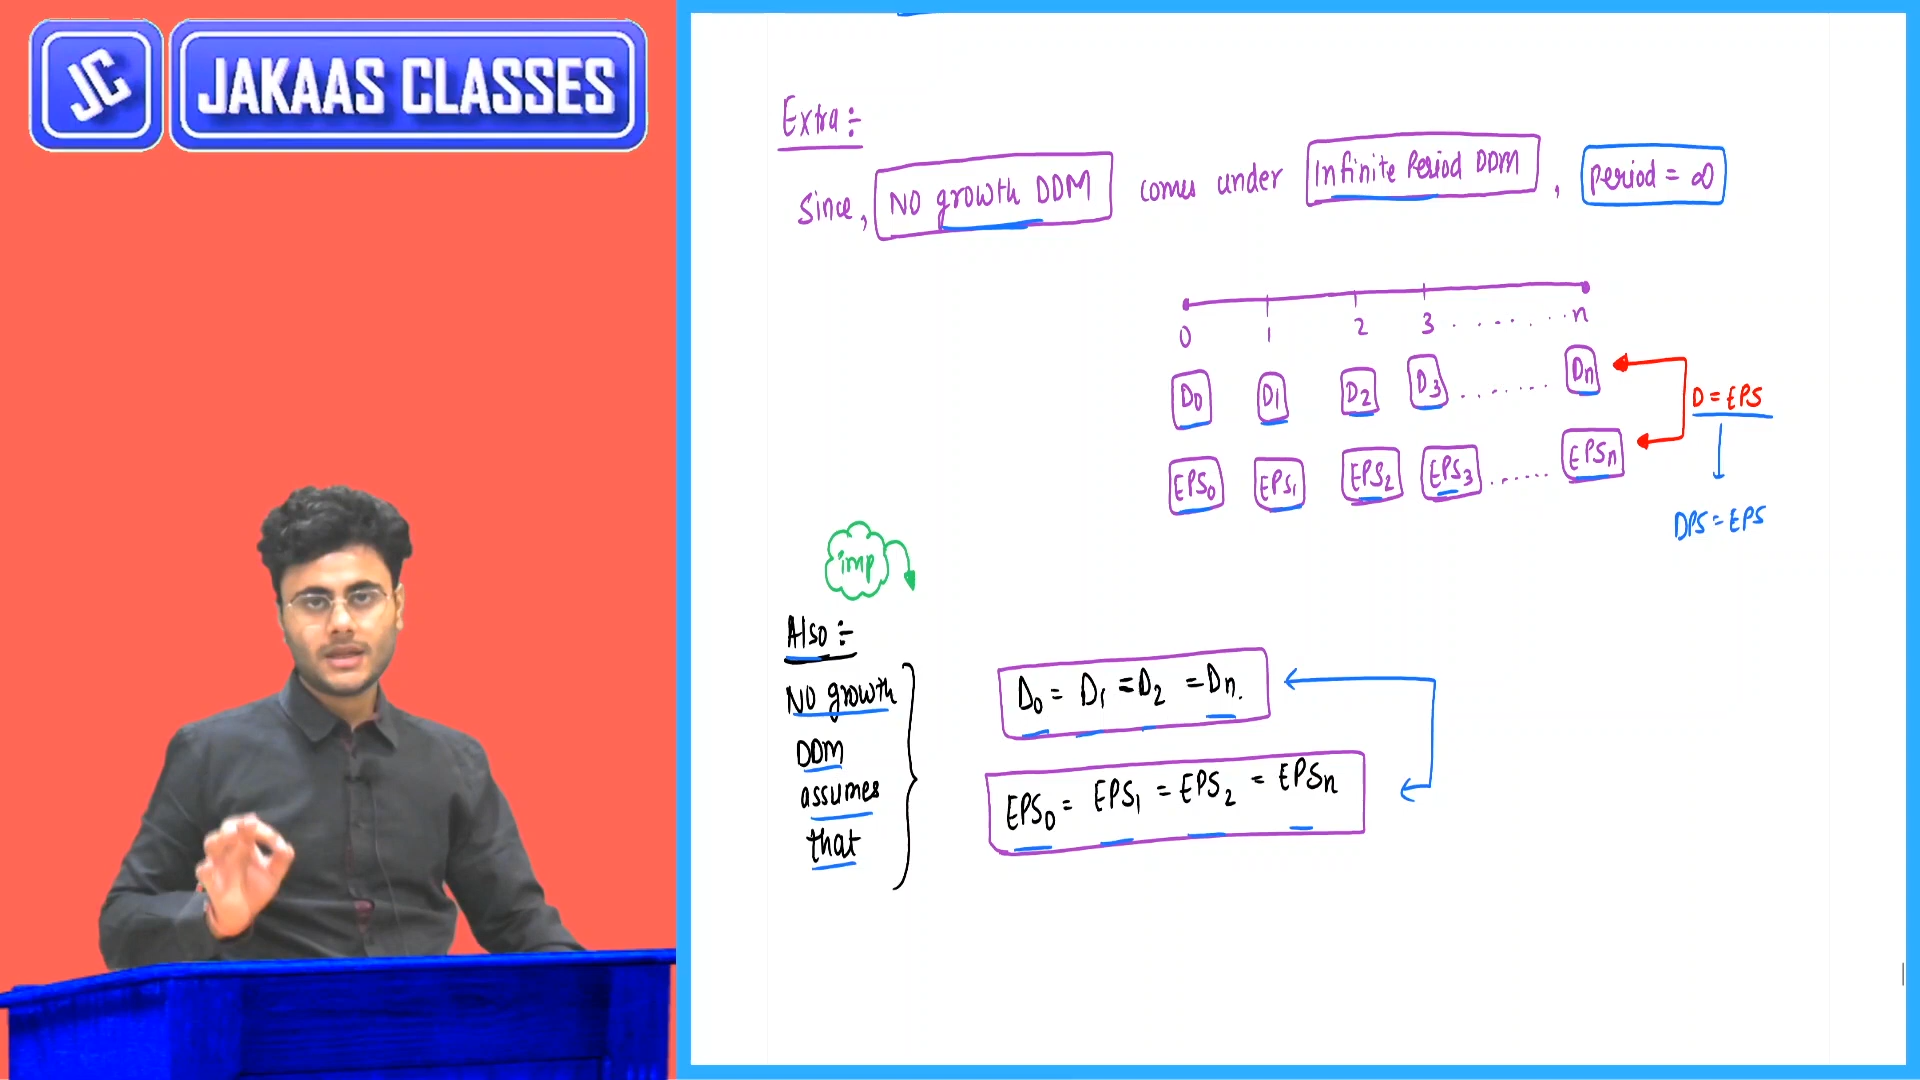 JC JAKAAS CLASSES
Extra :-
Since, NO growth DDM comes under Infinite Period DDM , Period = ∞
0 1 2 3 ........ n
D0 D1 D2 D3 ........ Dn
D = EPS
EPS0 EPS1 EPS2 EPS3 ...... EPSn
DPS = EPS
imp
Also :-
NO growth
DDM
assumes
that
D0 = D1 = D2 = Dn.
EPS0 = EPS1 = EPS2 = EPSn